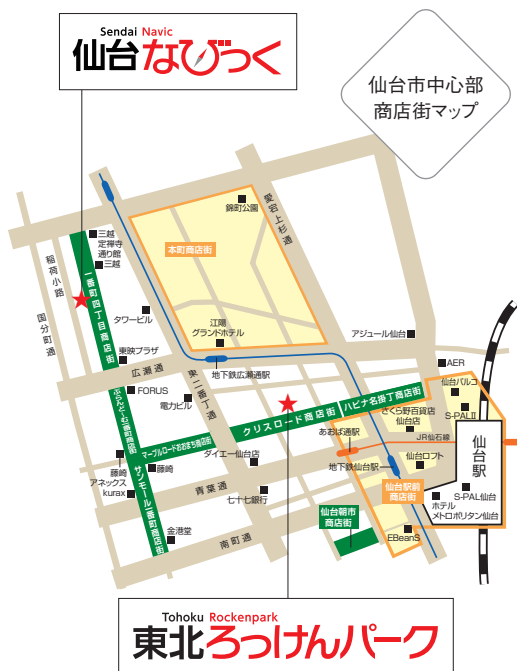 Sendai Navic
仙台なびっく
仙台市中心部
商店街マップ
錦町公園
愛宕上杉通
本町商店街
三越
定禅寺
通り館
三越
稲荷小路
国分町通
一番町四丁目商店街
タワービル
江陽
グランドホテル
アジュール仙台
東映プラザ
広瀬通
地下鉄広瀬通駅
AER
東二番丁通
FORUS
電力ビル
ぶらんど〜む一番町商店街
仙台パルコ
S-PALII
ハピナ名掛丁商店街
クリスロード商店街
さくら野百貨店
仙台店
あおば通駅
JR仙石線
マーブルロードおおまち商店街
ダイエー仙台店
地下鉄仙台駅
仙台ロフト
仙台駅
藤崎
藤崎
アネックス
kurax
サンモール一番町商店街
青葉通
七十七銀行
仙台駅前
商店街
S-PAL仙台
ホテル
メトロポリタン仙台
仙台朝市
商店街
金港堂
南町通
EBeanS
Tohoku Rockenpark
東北ろっけんパーク